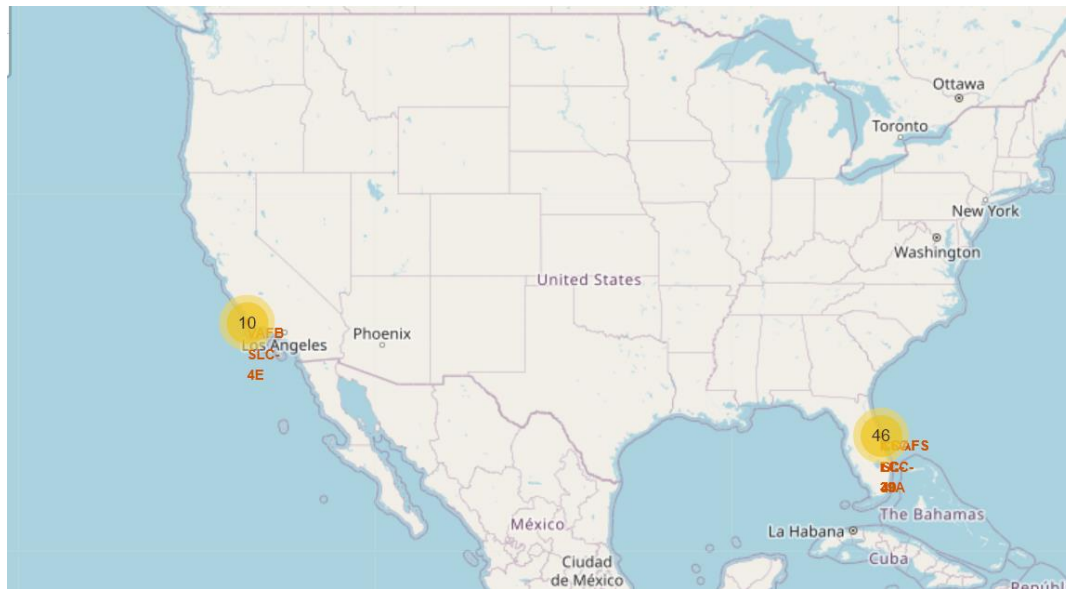 Ottawa
Toronto
New York
Washington
United States
10
VAFB
Los Angeles
SLC-
4E
Phoenix
46
The Bahamas
México
La Habana
Cuba
Ciudad
de México